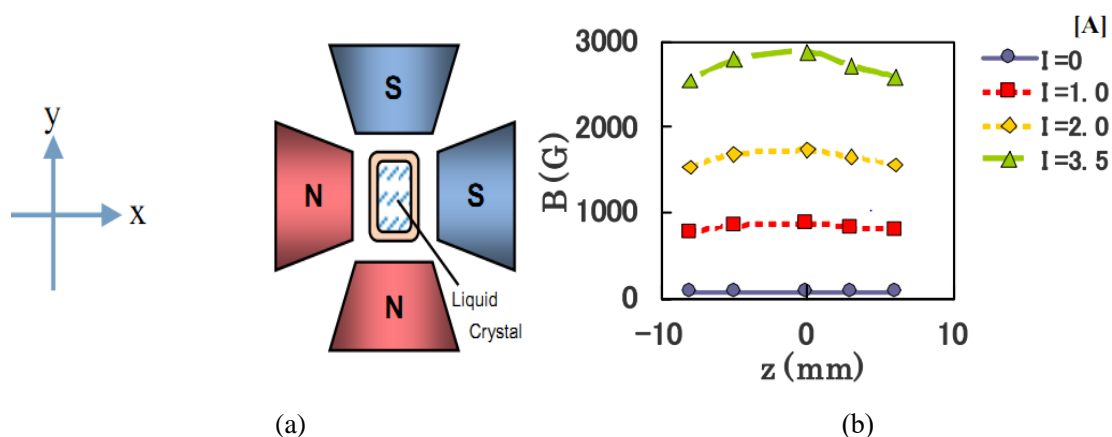 y
x
S
N
S
N
Liquid
Crystal
(a)
[A]
3000
2000
1000
0
B (G)
−10
0
10
z (mm)
I =0
I =1. 0
I =2. 0
I =3. 5
(b)